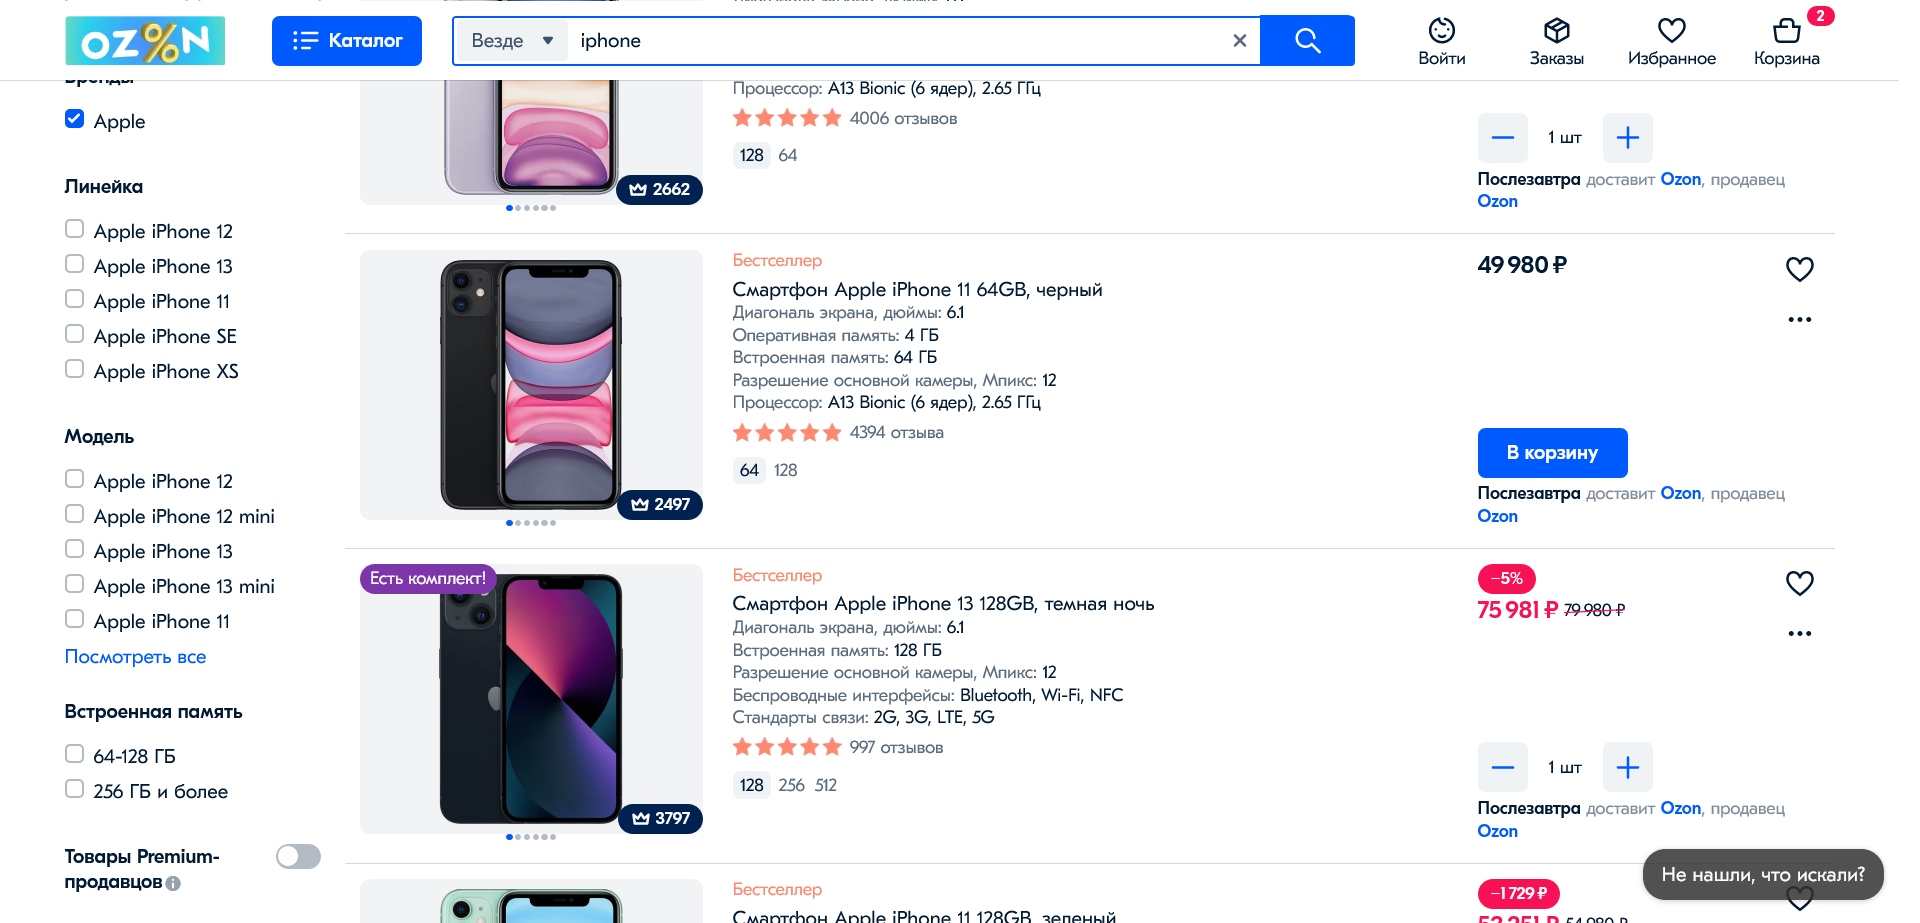 OZ%N
Каталог
Везде
iphone
Войти
Заказы
Избранное
2
Корзина
Бренды
Apple
Линейка
Apple iPhone 12
Apple iPhone 13
Apple iPhone 11
Apple iPhone SE
Apple iPhone XS
Модель
Apple iPhone 12
Apple iPhone 12 mini
Apple iPhone 13
Apple iPhone 13 mini
Apple iPhone 11
Посмотреть все
Встроенная память
64-128 ГБ
256 ГБ и более
Товары Premium-
продавцов
2662
Процессор: A13 Bionic (6 ядер), 2.65 ГГц
4006 отзывов
128 64
1 шт
Послезавтра доставит Ozon, продавец
Ozon
2497
Бестселлер
Смартфон Apple iPhone 11 64GB, черный
Диагональ экрана, дюймы: 6.1
Оперативная память: 4 ГБ
Встроенная память: 64 ГБ
Разрешение основной камеры, Мпикс: 12
Процессор: A13 Bionic (6 ядер), 2.65 ГГц
4394 отзыва
64 128
49 980 ₽
В корзину
Послезавтра доставит Ozon, продавец
Ozon
Есть комплект!
3797
Бестселлер
Смартфон Apple iPhone 13 128GB, темная ночь
Диагональ экрана, дюймы: 6.1
Встроенная память: 128 ГБ
Разрешение основной камеры, Мпикс: 12
Беспроводные интерфейсы: Bluetooth, Wi-Fi, NFC
Стандарты связи: 2G, 3G, LTE, 5G
997 отзывов
128 256 512
−5%
75 981 ₽ 79 980 ₽
1 шт
Послезавтра доставит Ozon, продавец
Ozon
Бестселлер
Смартфон Apple iPhone 11 128GB, зеленый
−1 729 ₽
53 251 ₽ 54 980 ₽
Не нашли, что искали?